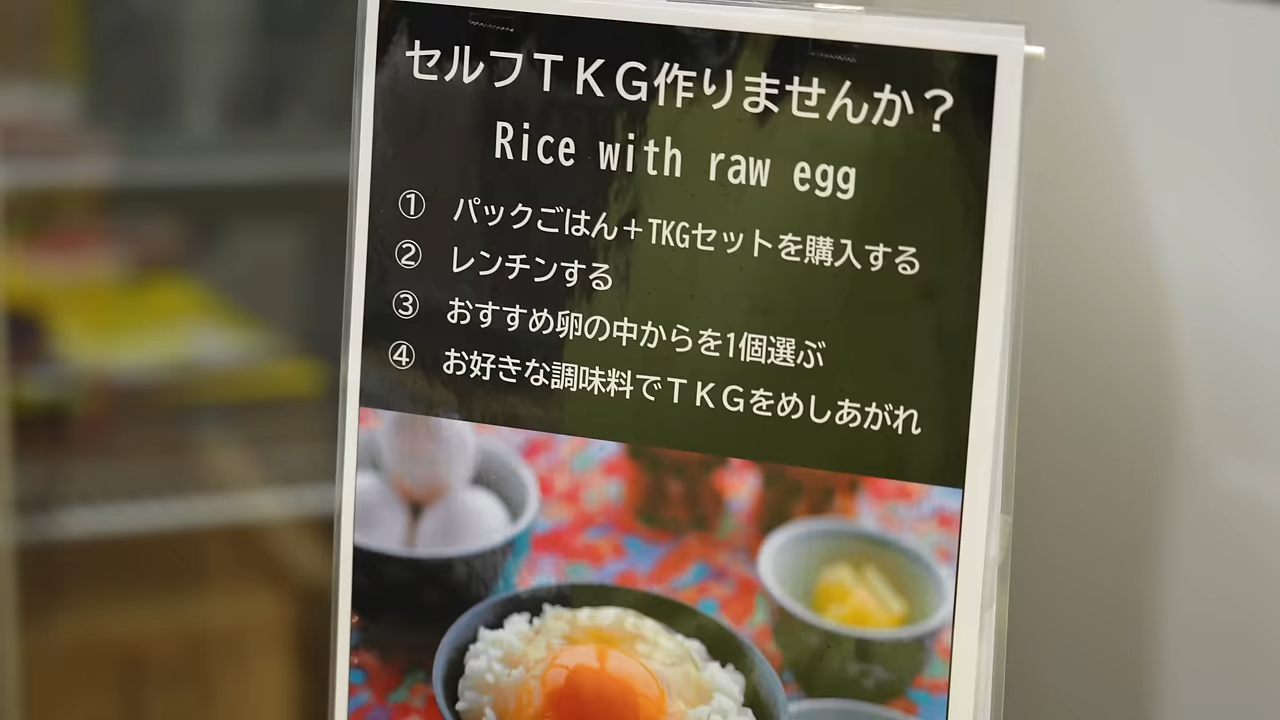 セルフＴＫＧ作りませんか？
Rice with raw egg
① パックごはん＋TKGセットを購入する
② レンチンする
③ おすすめ卵の中からを1個選ぶ
④ お好きな調味料でＴＫＧをめしあがれ